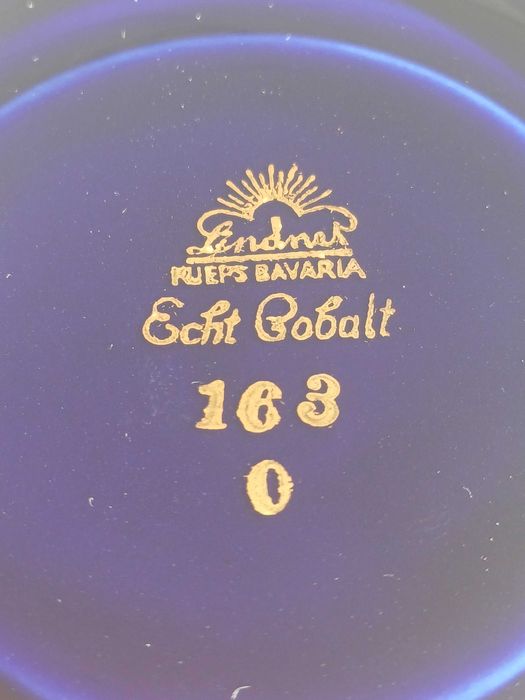 Lindner
KUEPS BAVARIA
Echt Cobalt
163
0